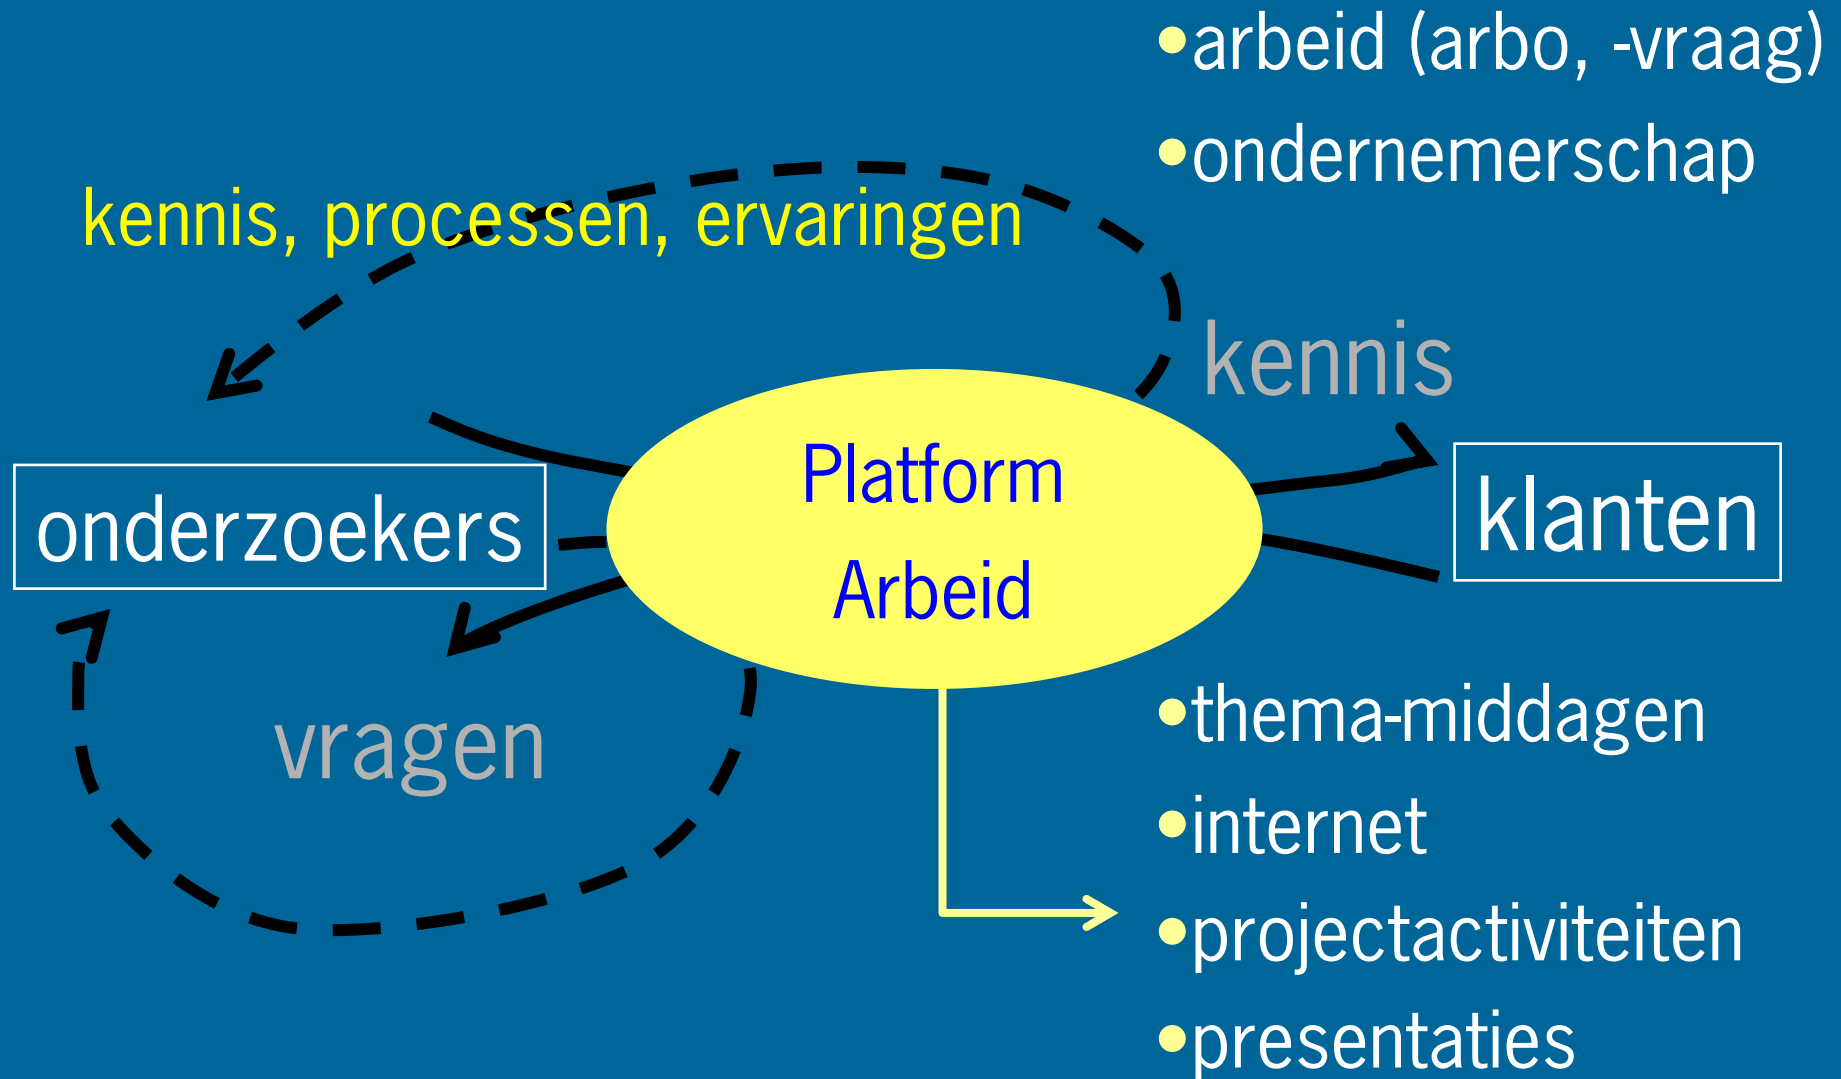 •arbeid (arbo, -vraag)
•ondernemerschap
kennis, processen, ervaringen
kennis
Platform
Arbeid
onderzoekers
klanten
vragen
•thema-middagen
•internet
•projectactiviteiten
•presentaties